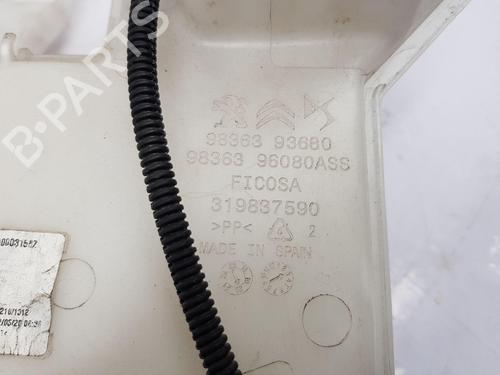 B-PARTS
98363 93680
98363 96080ASS
FICOSA
319837590
>PP< 2
MADE IN SPAIN